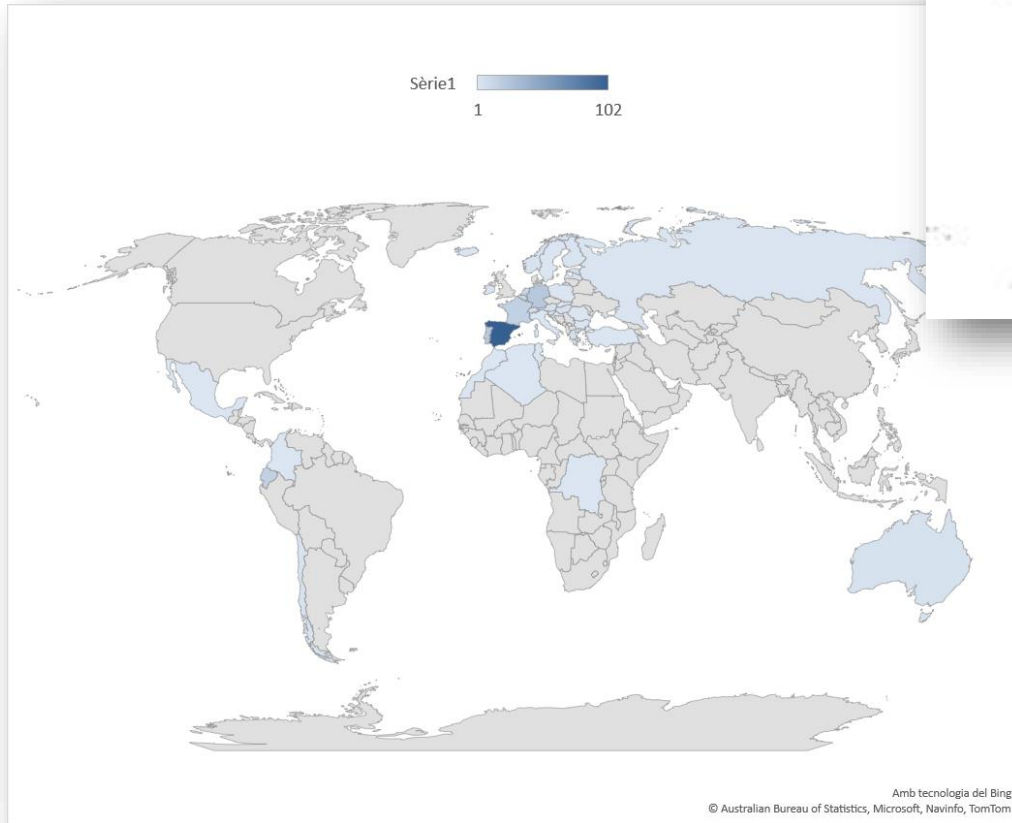 Sèrie1
1 102
Amb tecnologia del Bing
© Australian Bureau of Statistics, Microsoft, Navinfo, TomTom